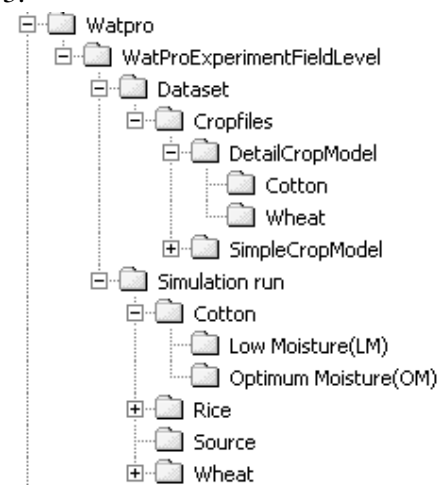 Watpro
WatProExperimentFieldLevel
Dataset
Cropfiles
DetailCropModel
Cotton
Wheat
SimpleCropModel
Simulation run
Cotton
Low Moisture(LM)
Optimum Moisture(OM)
Rice
Source
Wheat